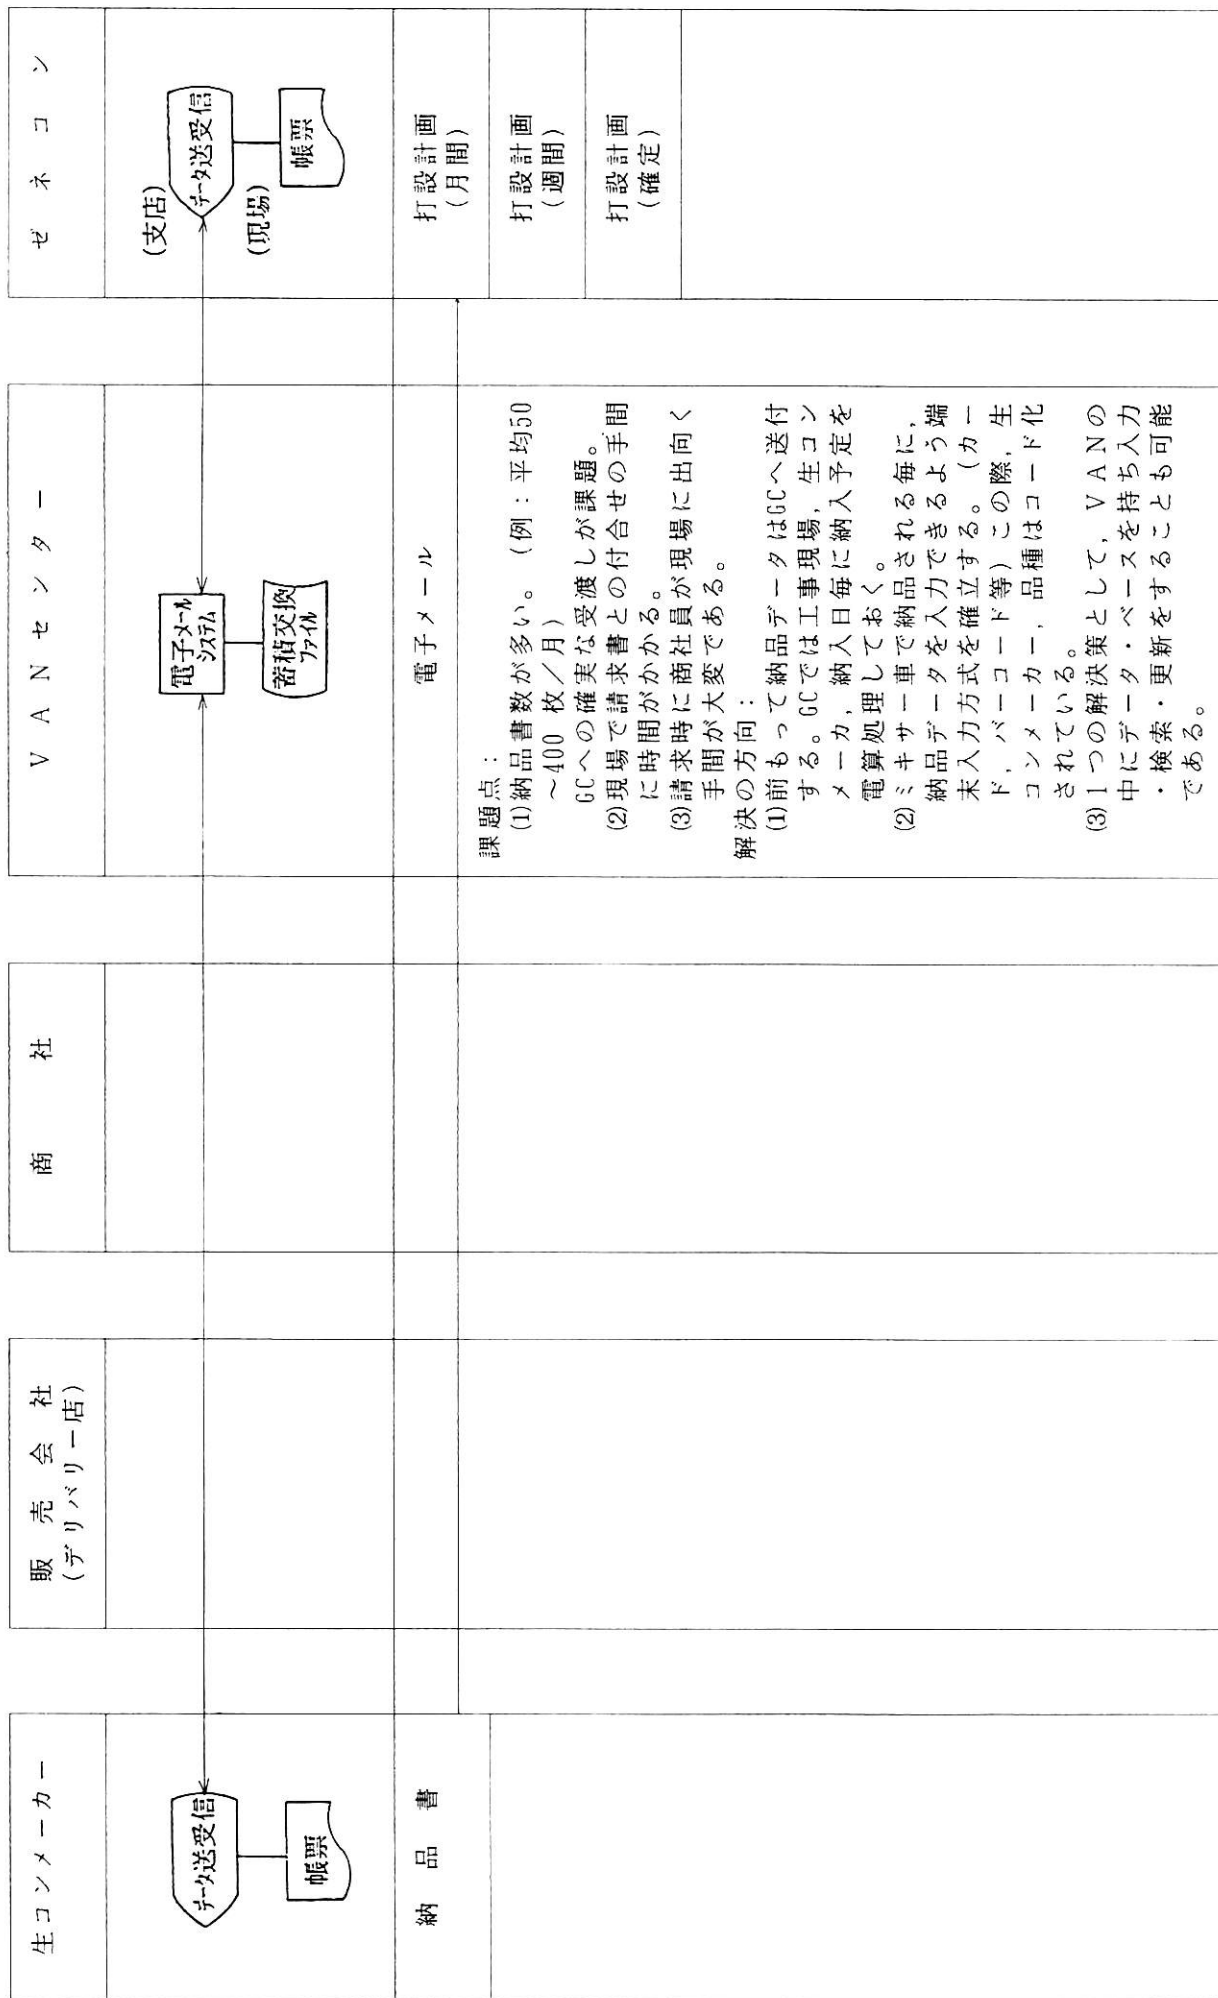 生コンメーカー
データ送受信
帳票
納品書
販売会社
(デリバリー店)
商社
VANセンター
電子メール
システム
蓄積交換
ファイル
電子メール
課題点：
(1)納品書数が多い。(例：平均50
～400 枚／月)
GCへの確実な受渡しが課題。
(2)現場で請求書との付合せの手間
に時間がかかる。
(3)請求時に商社員が現場に出向く
手間が大変である。
解決の方向：
(1)前もって納品データはGCへ送付
する。GCでは工事現場，生コン
メーカ，納入日毎に納入予定を
電算処理しておく。
(2)ミキサー車で納品される毎に，
納品データを入力できるよう端
末入力方式を確立する。(カー
ド，バーコード等) この際，生
コンメーカー，品種はコード化
されている。
(3)1つの解決策として，VANの
中にデータ・ベースを持ち入力
・検索・更新をすることも可能
である。
ゼネコン
(支店)
データ送受信
(現場)
帳票
打設計画
(月間)
打設計画
(週間)
打設計画
(確定)